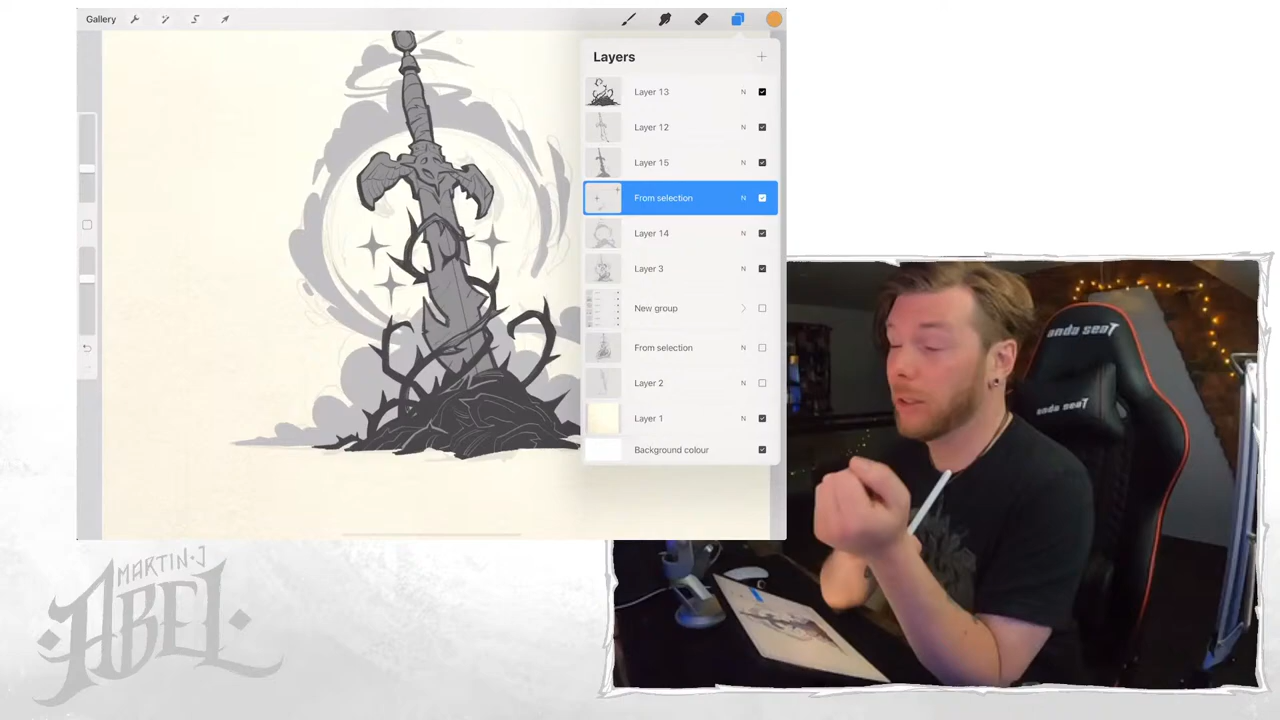 Gallery
Layers
Layer 13 N
Layer 12 N
Layer 15 N
From selection N
Layer 14 N
Layer 3 N
New group
From selection N
Layer 2 N
Layer 1 N
Background colour
anda seaT
anda seaT
MARTIN·J
ABEL